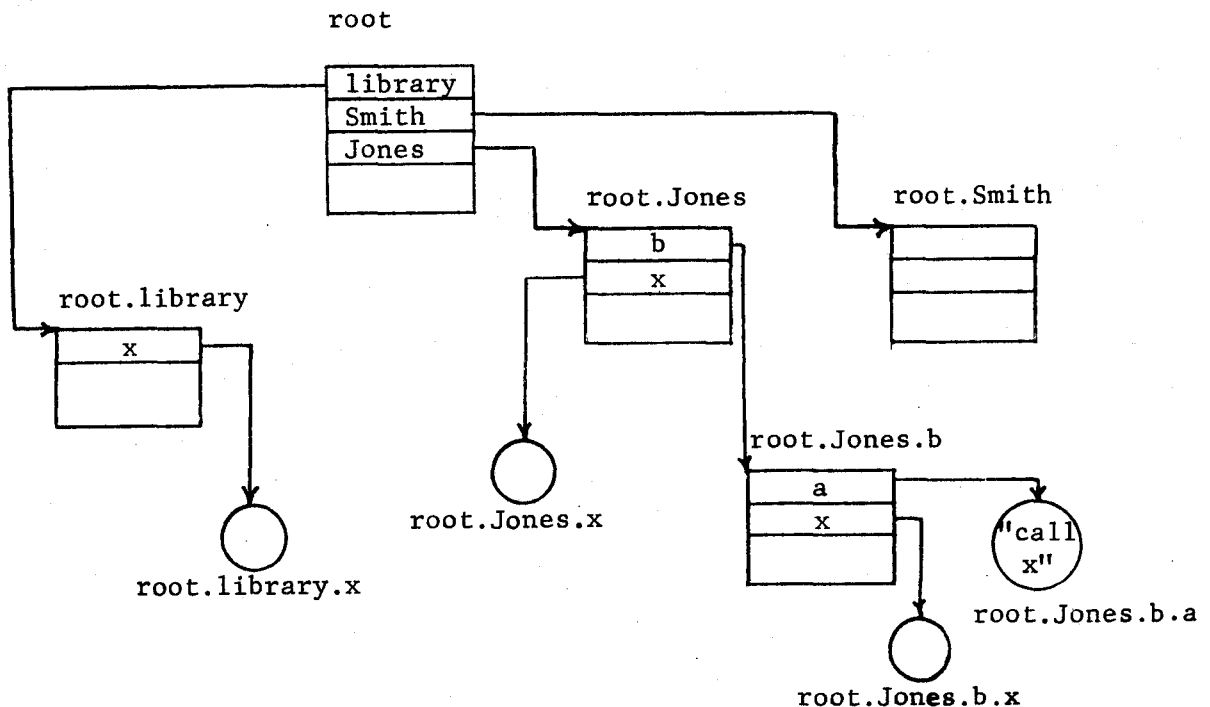 root
library
Smith
Jones
root.Jones
b
x
root.Smith
root.library
x
root.Jones.b
a
x
"call
x"
root.Jones.x
root.library.x
root.Jones.b.a
root.Jones.b.x